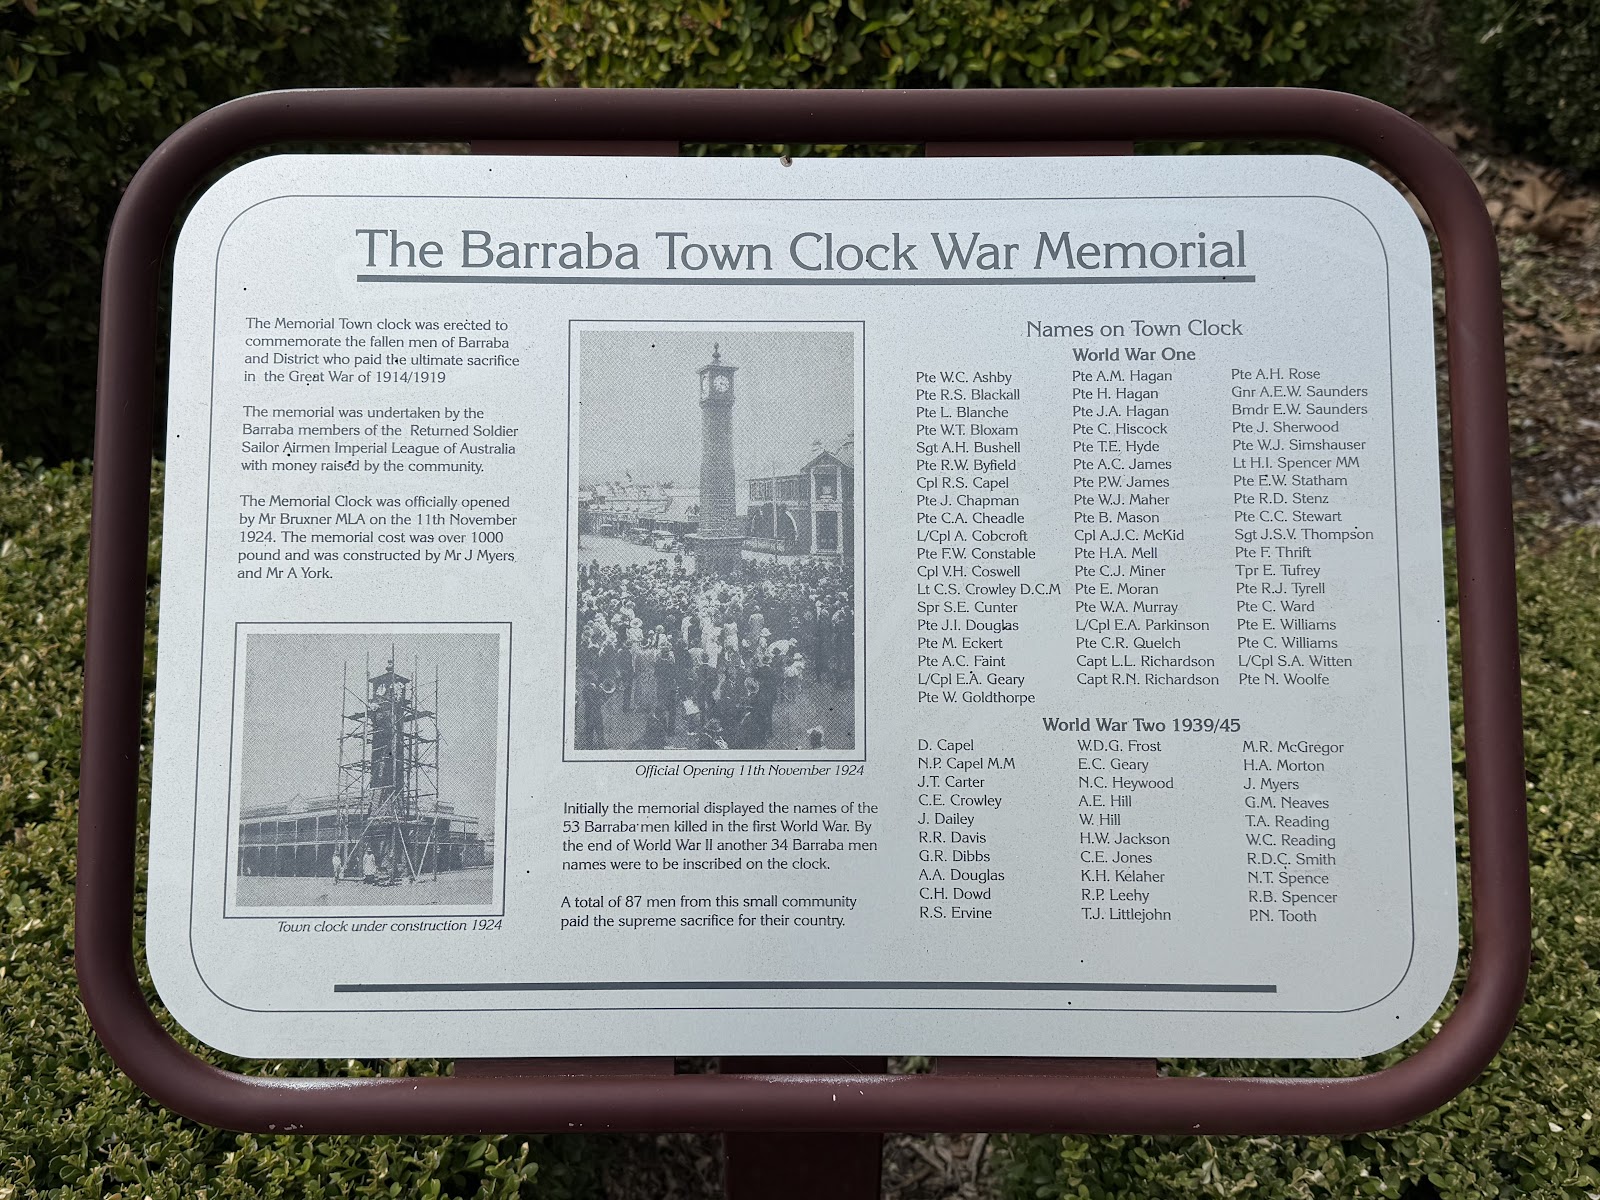 The Barraba Town Clock War Memorial
The Memorial Town clock was erected to
commemorate the fallen men of Barraba
and District who paid the ultimate sacrifice
in the Great War of 1914/1919
The memorial was undertaken by the
Barraba members of the Returned Soldier
Sailor Airmen Imperial League of Australia
with money raised by the community.
The Memorial Clock was officially opened
by Mr Bruxner MLA on the 11th November
1924. The memorial cost was over 1000
pound and was constructed by Mr J Myers
and Mr A York.
Town clock under construction 1924
Official Opening 11th November 1924
Initially the memorial displayed the names of the
53 Barraba men killed in the first World War. By
the end of World War II another 34 Barraba men
names were to be inscribed on the clock.
A total of 87 men from this small community
paid the supreme sacrifice for their country.
Names on Town Clock
World War One
Pte W.C. Ashby
Pte R.S. Blackall
Pte L. Blanche
Pte W.T. Bloxam
Sgt A.H. Bushell
Pte R.W. Byfield
Cpl R.S. Capel
Pte J. Chapman
Pte C.A. Cheadle
L/Cpl A. Cobcroft
Pte F.W. Constable
Cpl V.H. Coswell
Lt C.S. Crowley D.C.M
Spr S.E. Cunter
Pte J.I. Douglas
Pte M. Eckert
Pte A.C. Faint
L/Cpl E.A. Geary
Pte W. Goldthorpe
Pte A.M. Hagan
Pte H. Hagan
Pte J.A. Hagan
Pte C. Hiscock
Pte T.E. Hyde
Pte A.C. James
Pte P.W. James
Pte W.J. Maher
Pte B. Mason
Cpl A.J.C. McKid
Pte H.A. Mell
Pte C.J. Miner
Pte E. Moran
Pte W.A. Murray
L/Cpl E.A. Parkinson
Pte C.R. Quelch
Capt L.L. Richardson
Capt R.N. Richardson
Pte A.H. Rose
Gnr A.E.W. Saunders
Bmdr E.W. Saunders
Pte J. Sherwood
Pte W.J. Simshauser
Lt H.I. Spencer MM
Pte E.W. Statham
Pte R.D. Stenz
Pte C.C. Stewart
Sgt J.S.V. Thompson
Pte F. Thrift
Tpr E. Tufrey
Pte R.J. Tyrell
Pte C. Ward
Pte E. Williams
Pte C. Williams
L/Cpl S.A. Witten
Pte N. Woolfe
World War Two 1939/45
D. Capel
N.P. Capel M.M
J.T. Carter
C.E. Crowley
J. Dailey
R.R. Davis
G.R. Dibbs
A.A. Douglas
C.H. Dowd
R.S. Ervine
W.D.G. Frost
E.C. Geary
N.C. Heywood
A.E. Hill
W. Hill
H.W. Jackson
C.E. Jones
K.H. Kelaher
R.P. Leehy
T.J. Littlejohn
M.R. McGregor
H.A. Morton
J. Myers
G.M. Neaves
T.A. Reading
W.C. Reading
R.D.C. Smith
N.T. Spence
R.B. Spencer
P.N. Tooth